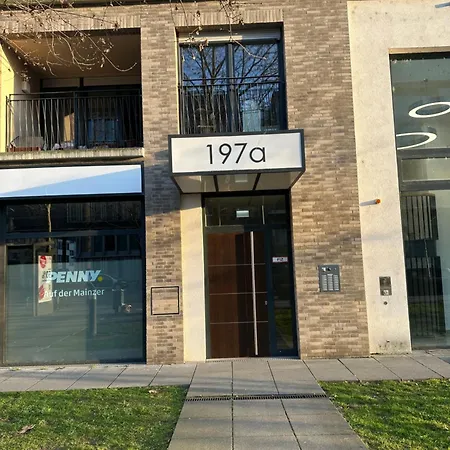 197a
PENNY.
Auf der Mainzer